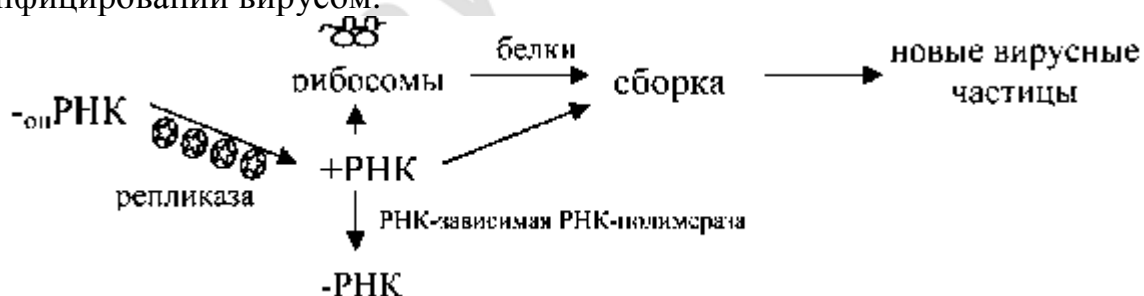 инфицировании вирусом:
рибосомы
белки
сборка
новые вирусные
частицы
-онРНК
репликаза
+РНК
РНК-зависимая РНК-полимераза
-РНК